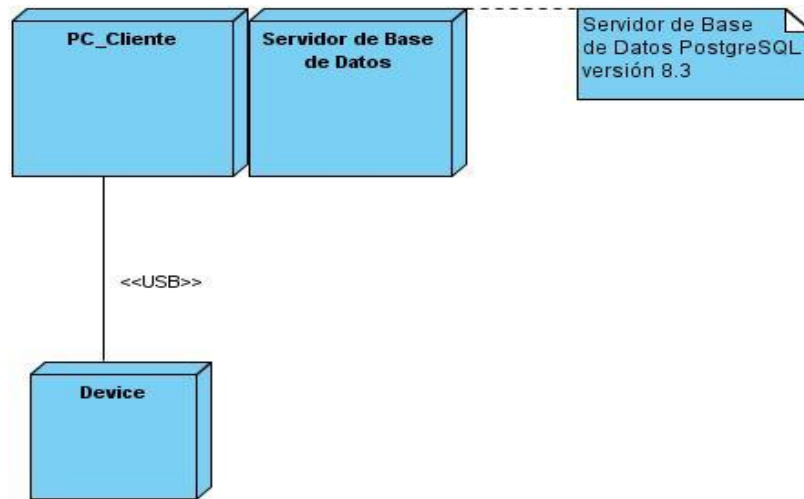 PC_Cliente
Servidor de Base
de Datos
Servidor de Base
de Datos PostgreSQL
versión 8.3
<<USB>>
Device